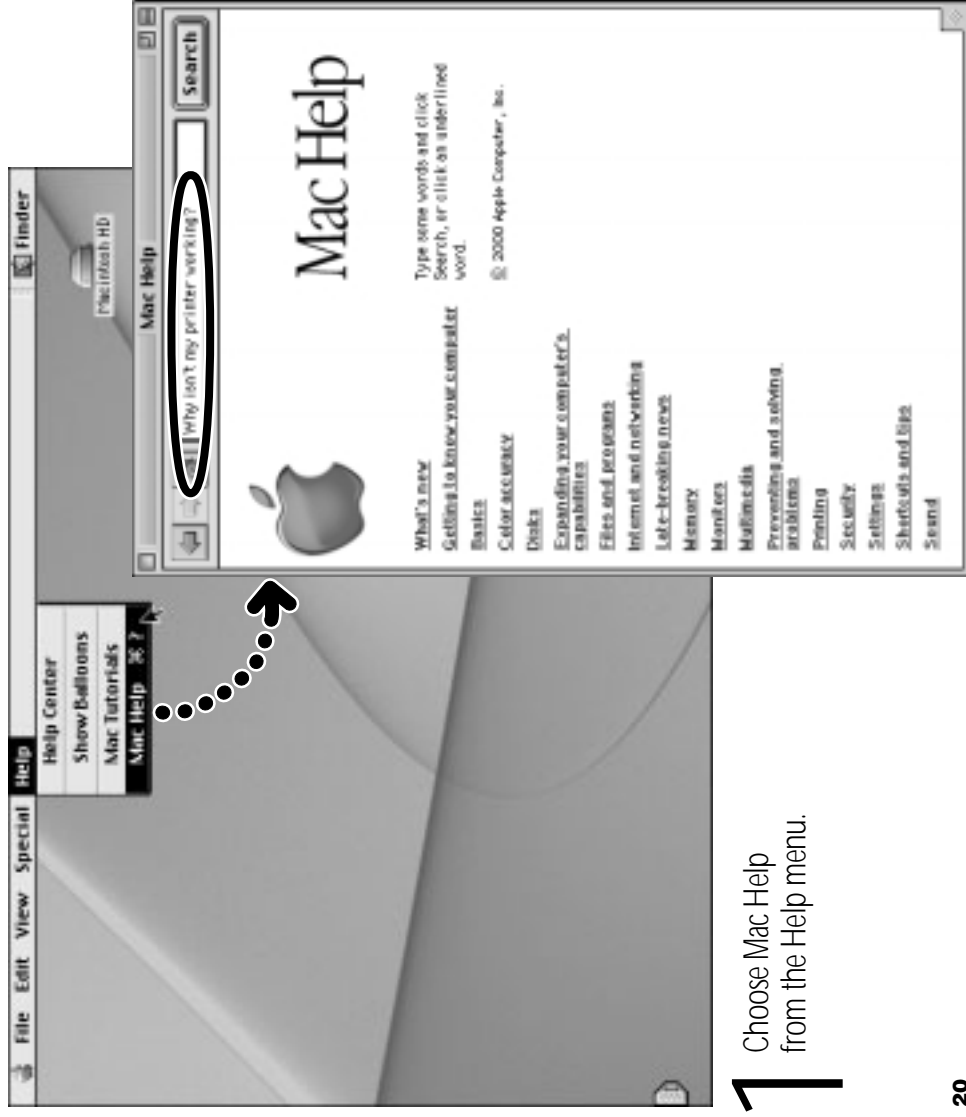 File Edit View Special Help Finder
Help Center
Show Balloons
Mac Tutorials
Mac Help ⌘ ?
Macintosh HD
Mac Help
Why isn't my printer working? Search
Mac Help
What's new
Getting to know your computer
Basics
Color accuracy
Disks
Expanding your computer's
capabilities
Files and programs
Internet and networking
Late-breaking news
Memory
Monitors
Multimedia
Preventing and solving
problems
Printing
Security
Settings
Shortcuts and tips
Sound
Type some words and click
Search, or click an underlined
word.
© 2000 Apple Computer, Inc.
1 Choose Mac Help
from the Help menu.
20